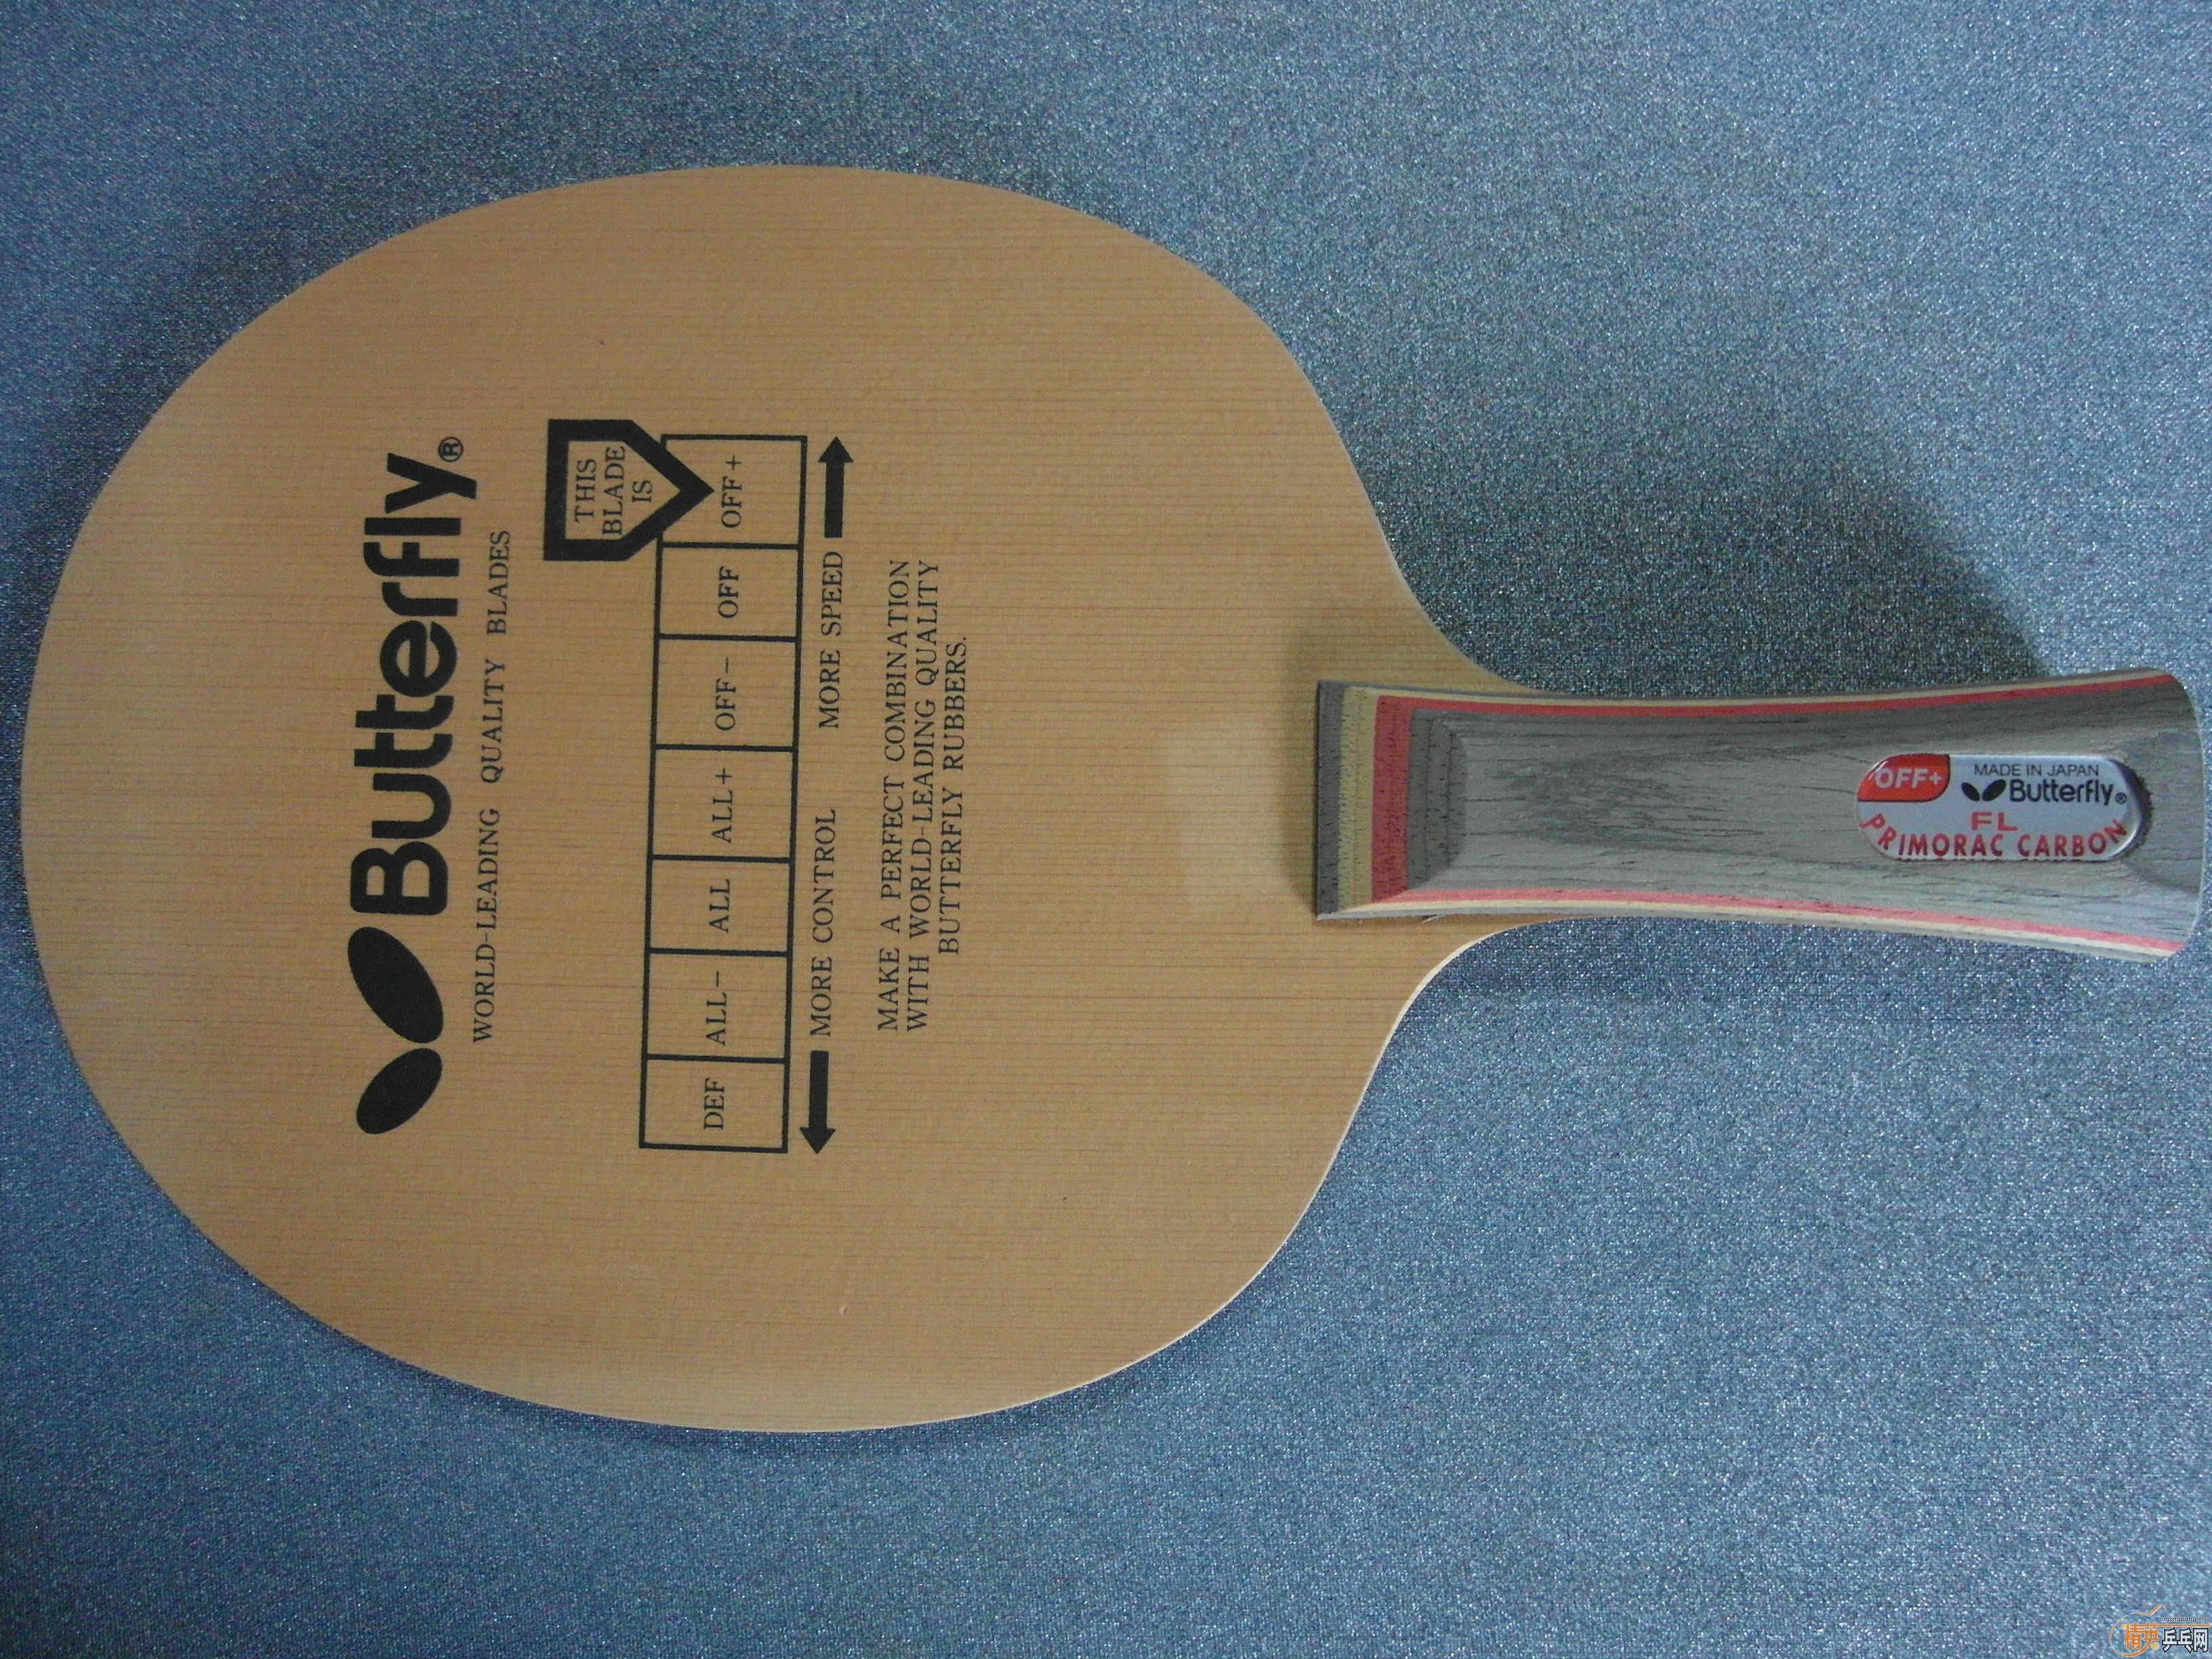 Butterfly®
WORLD-LEADING QUALITY BLADES
THIS
BLADE
IS
DEF ALL− ALL ALL+ OFF− OFF OFF+
MORE CONTROL MORE SPEED
MAKE A PERFECT COMBINATION
WITH WORLD-LEADING QUALITY
BUTTERFLY RUBBERS.
OFF+
MADE IN JAPAN
Butterfly®
FL
PRIMORAC CARBON
精英乒乓网